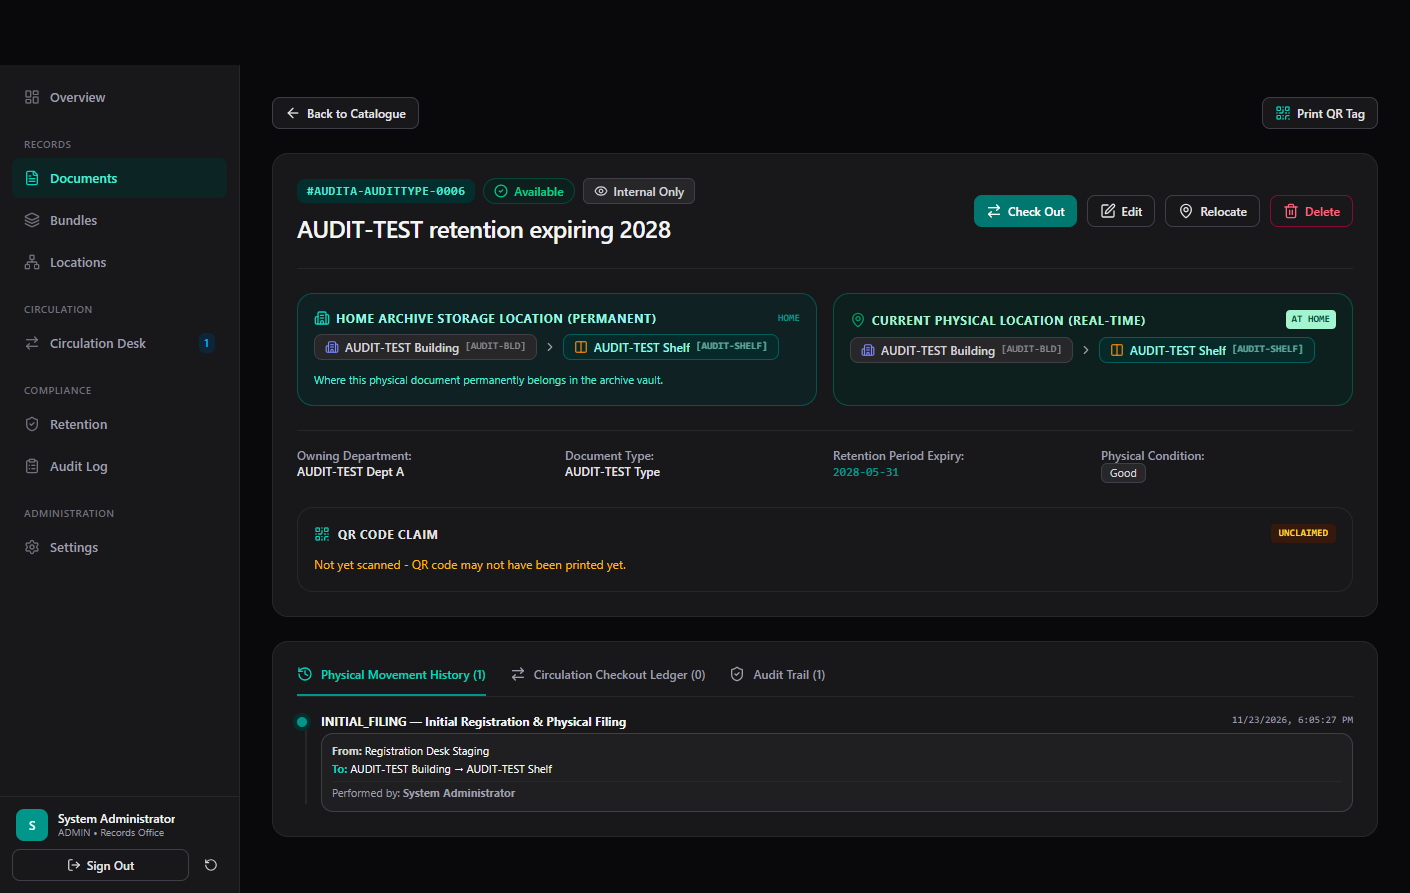 Overview
RECORDS
Documents
Bundles
Locations
CIRCULATION
Circulation Desk 1
COMPLIANCE
Retention
Audit Log
ADMINISTRATION
Settings
S
System Administrator
ADMIN • Records Office
Sign Out
Back to Catalogue
Print QR Tag
#AUDITA-AUDITTYPE-0006 Available Internal Only
AUDIT-TEST retention expiring 2028
Check Out Edit Relocate Delete
HOME ARCHIVE STORAGE LOCATION (PERMANENT) HOME
AUDIT-TEST Building [AUDIT-BLD] > AUDIT-TEST Shelf [AUDIT-SHELF]
Where this physical document permanently belongs in the archive vault.
CURRENT PHYSICAL LOCATION (REAL-TIME) AT HOME
AUDIT-TEST Building [AUDIT-BLD] > AUDIT-TEST Shelf [AUDIT-SHELF]
Owning Department:
AUDIT-TEST Dept A
Document Type:
AUDIT-TEST Type
Retention Period Expiry:
2028-05-31
Physical Condition:
Good
QR CODE CLAIM UNCLAIMED
Not yet scanned - QR code may not have been printed yet.
Physical Movement History (1) Circulation Checkout Ledger (0) Audit Trail (1)
INITIAL_FILING — Initial Registration & Physical Filing 11/23/2026, 6:05:27 PM
From: Registration Desk Staging
To: AUDIT-TEST Building → AUDIT-TEST Shelf
Performed by: System Administrator